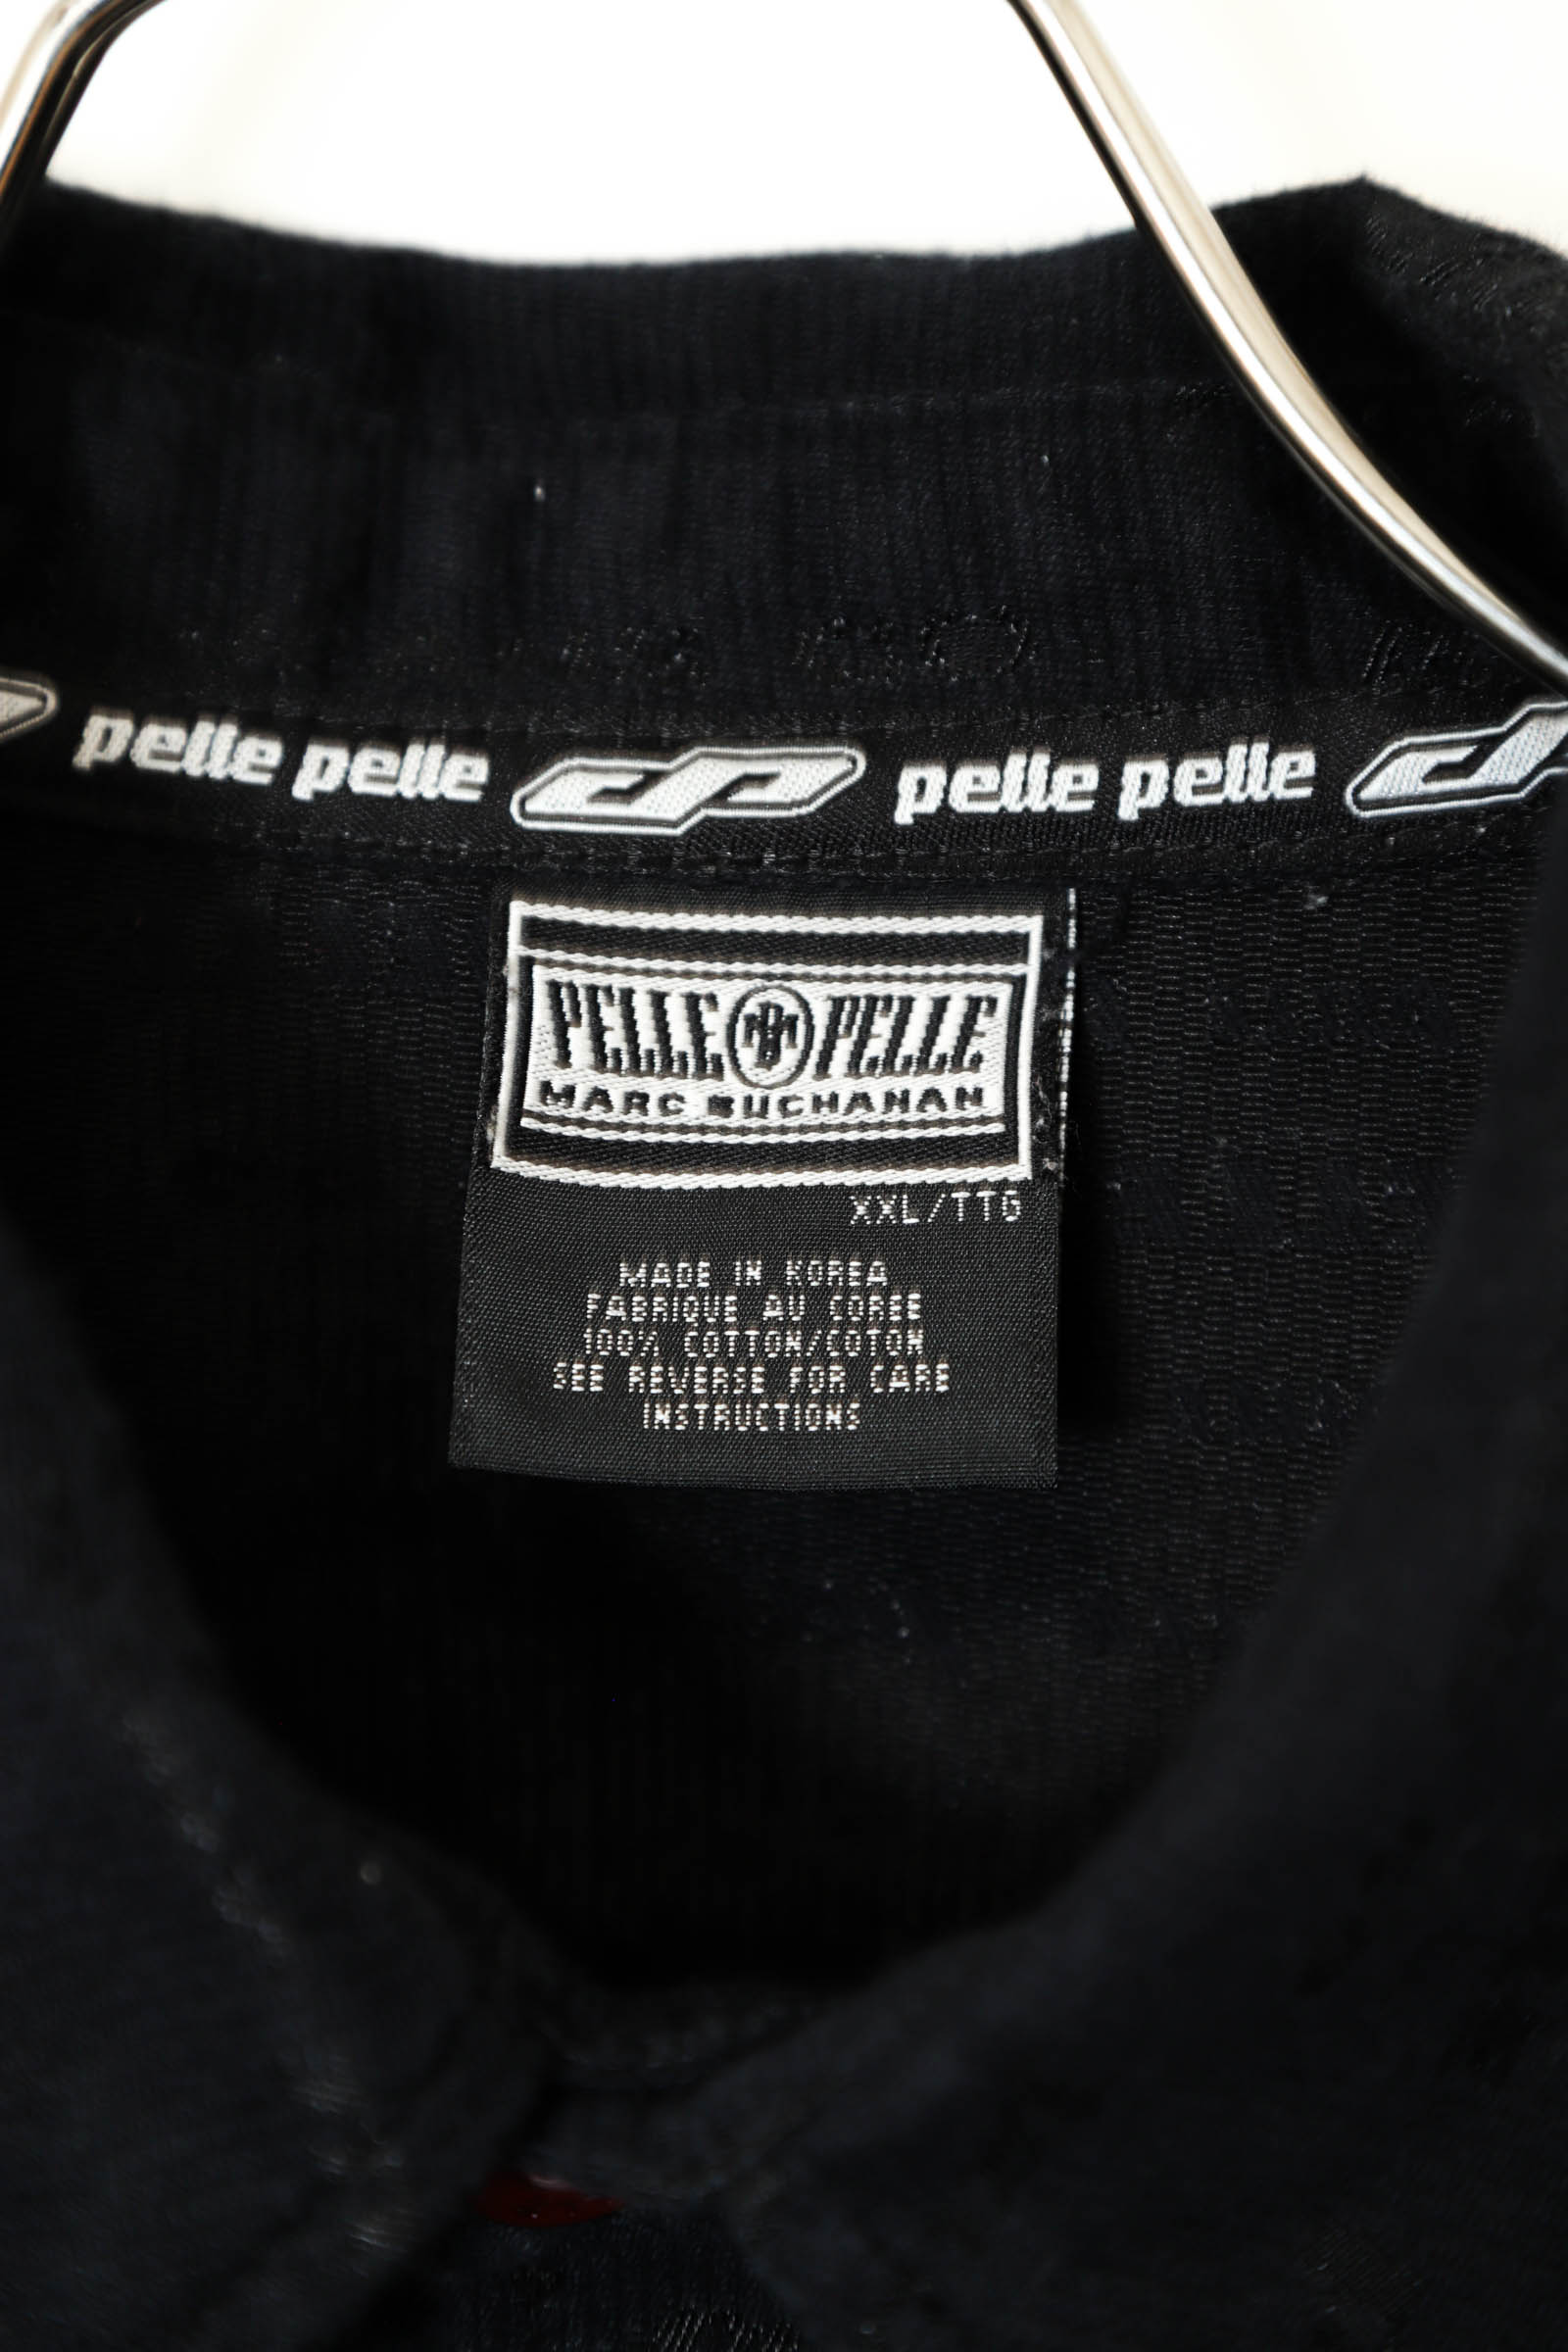 pelle pelle pelle pelle
PELLE PELLE
MARC BUCHANAN
XXL/TTG
MADE IN KOREA
FABRIQUE AU COREE
100% COTTON/COTON
SEE REVERSE FOR CARE
INSTRUCTIONS